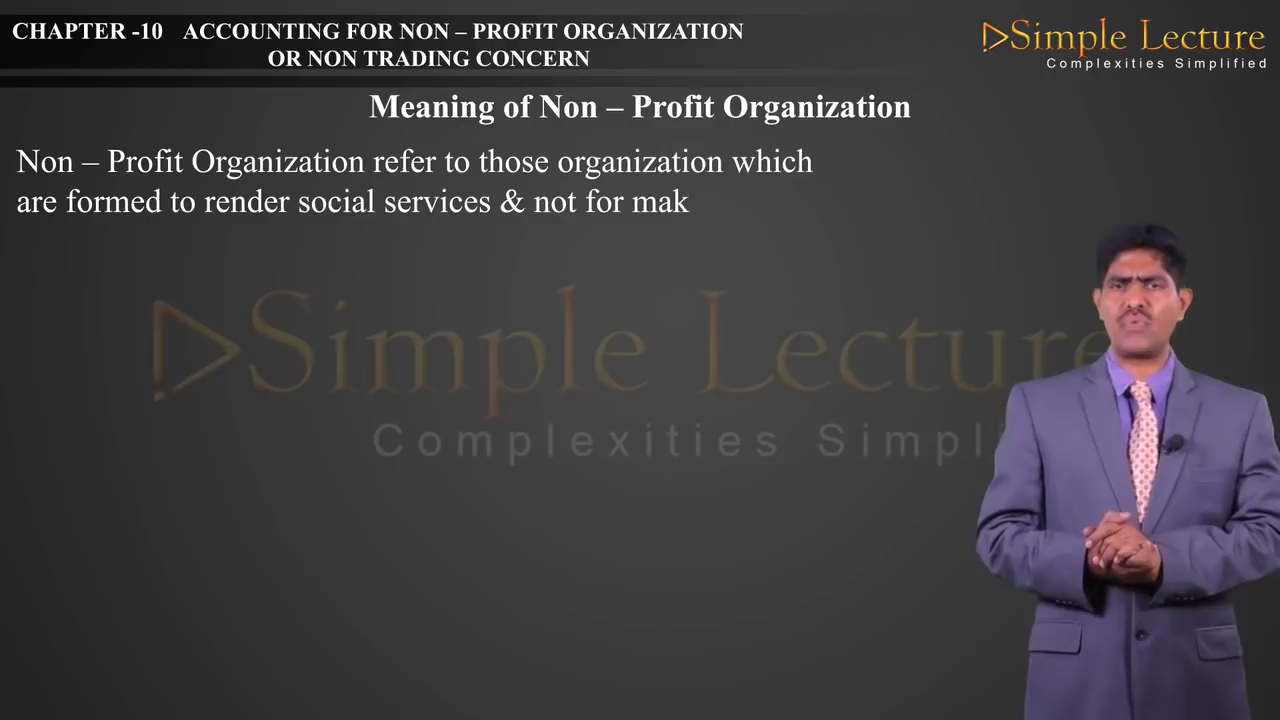 CHAPTER -10 ACCOUNTING FOR NON – PROFIT ORGANIZATION
OR NON TRADING CONCERN
Simple Lecture
Complexities Simplified
Meaning of Non – Profit Organization
Non – Profit Organization refer to those organization which
are formed to render social services & not for mak
Simple Lecture
Complexities Simpl